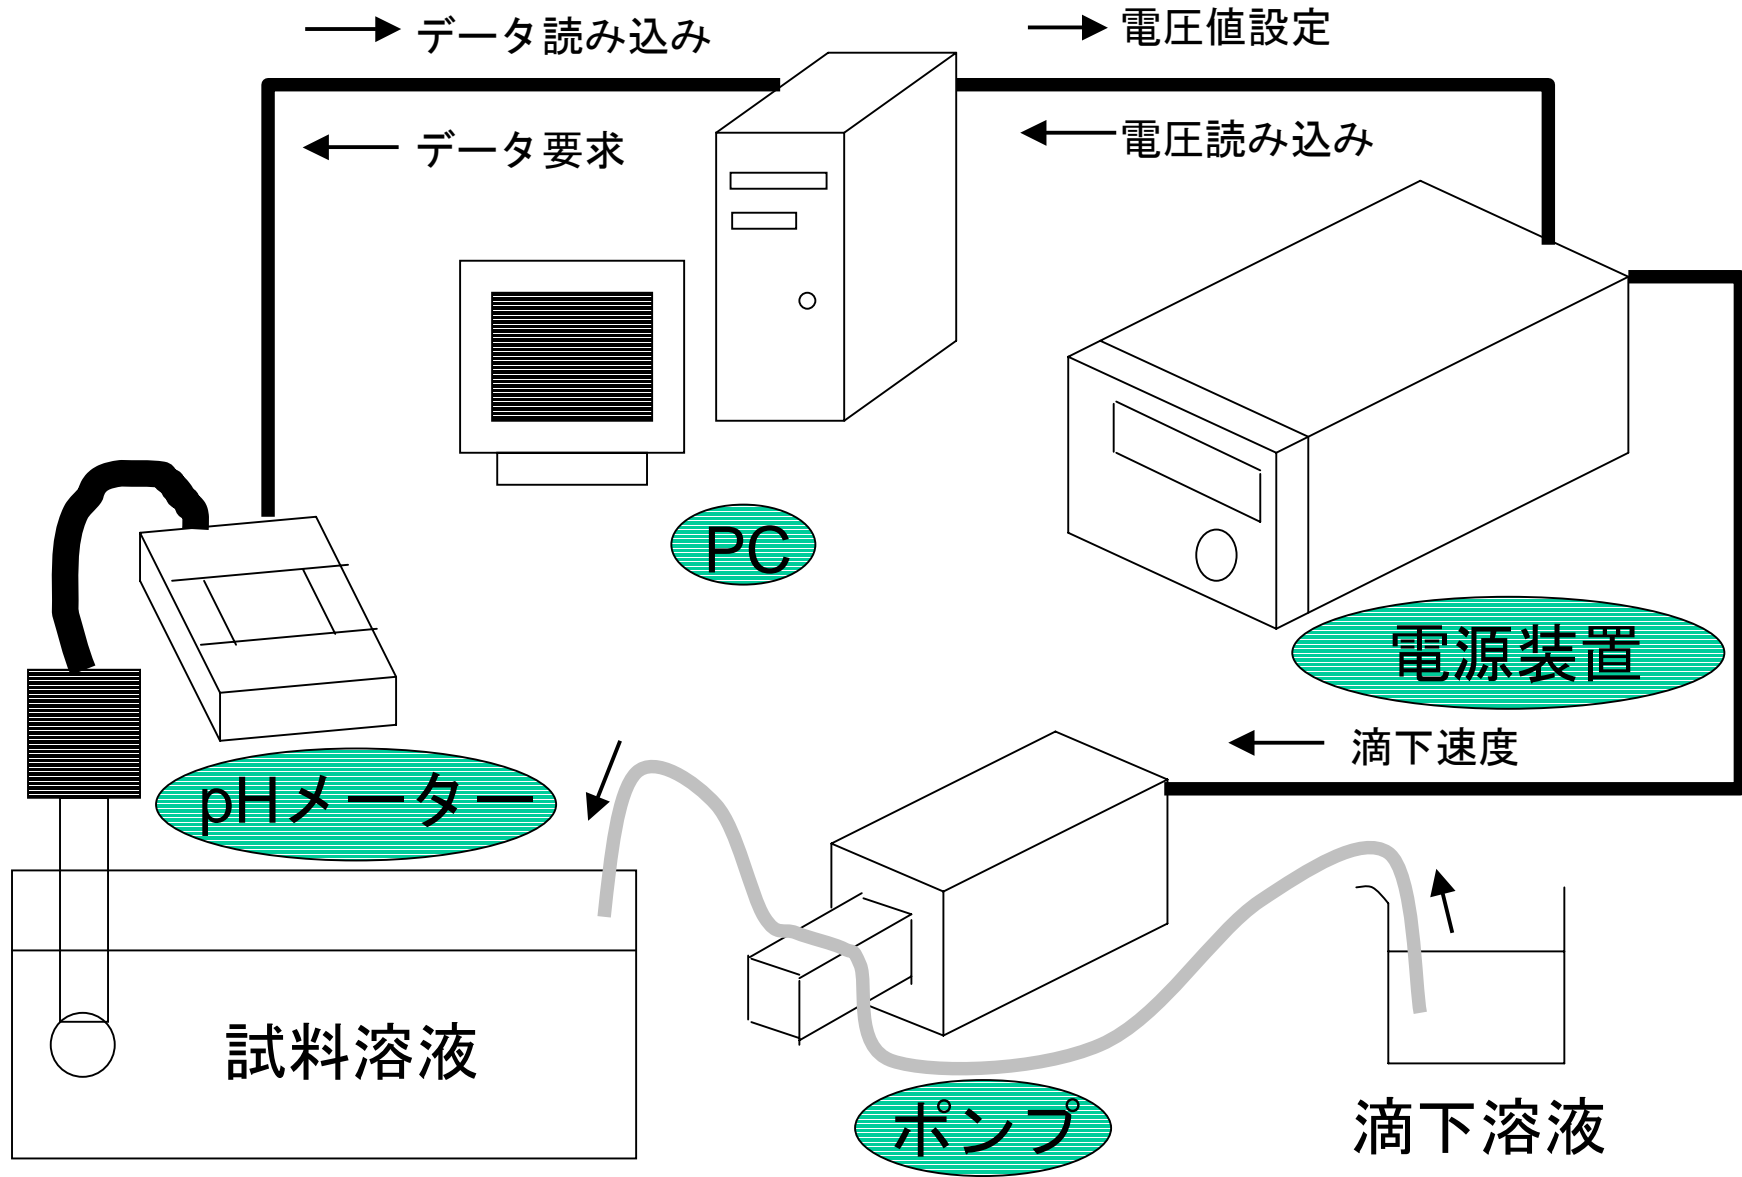 データ読み込み
電圧値設定
データ要求
電圧読み込み
PC
電源装置
滴下速度
pHメーター
試料溶液
ポンプ
滴下溶液